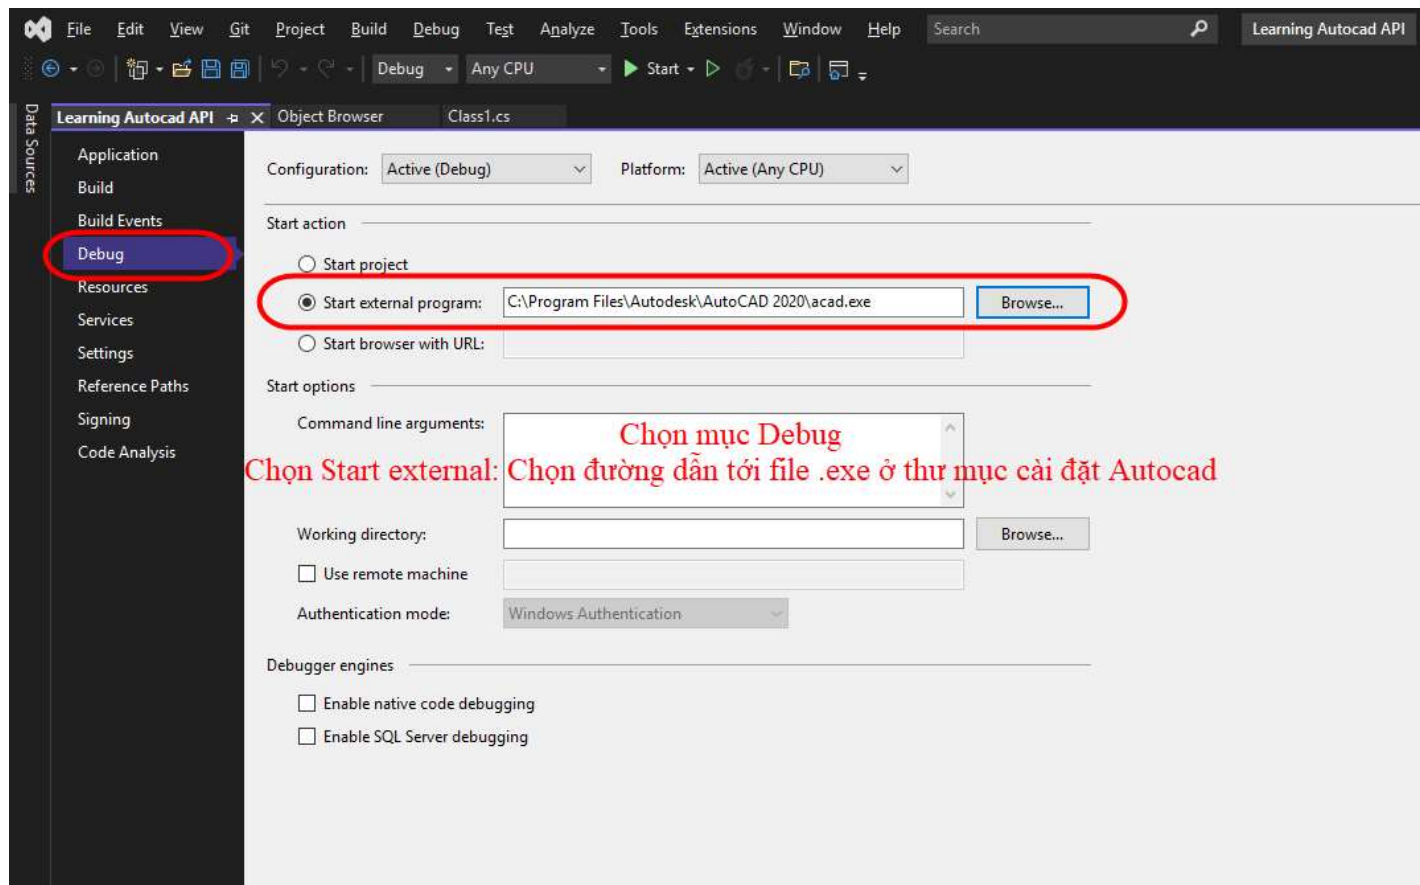 File Edit View Git Project Build Debug Test Analyze Tools Extensions Window Help Search Learning Autocad API
Debug Any CPU Start
Data Sources
Learning Autocad API Object Browser Class1.cs
Application
Build
Build Events
Debug
Resources
Services
Settings
Reference Paths
Signing
Code Analysis
Configuration: Active (Debug) Platform: Active (Any CPU)
Start action
Start project
Start external program: C:\Program Files\Autodesk\AutoCAD 2020\acad.exe Browse...
Start browser with URL:
Start options
Command line arguments:
Chọn mục Debug
Chọn Start external: Chọn đường dẫn tới file .exe ở thư mục cài đặt Autocad
Working directory: Browse...
Use remote machine
Authentication mode: Windows Authentication
Debugger engines
Enable native code debugging
Enable SQL Server debugging